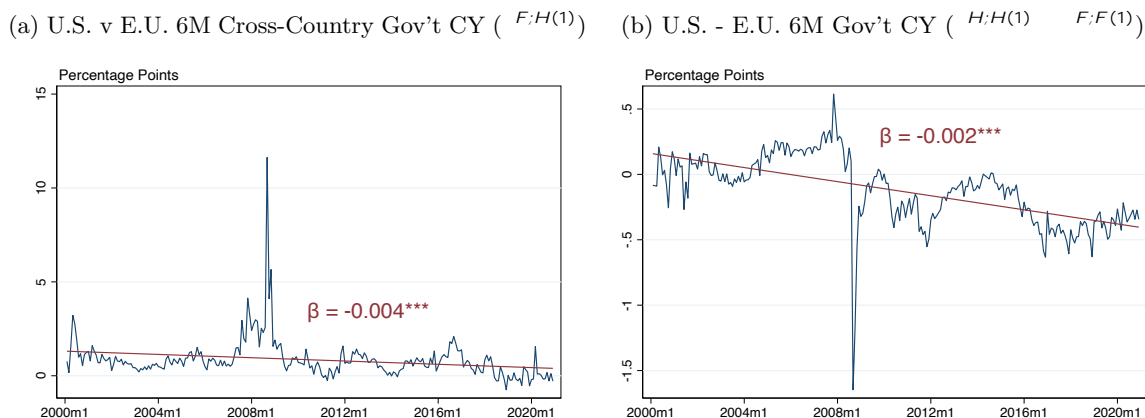 (a) U.S. v E.U. 6M Cross-Country Gov't CY ( F;H(1))
(b) U.S. - E.U. 6M Gov't CY ( H;H(1) F;F(1))
Percentage Points
15
10
5
0
β = -0.004***
2000m1 2004m1 2008m1 2012m1 2016m1 2020m1
Percentage Points
.5
0
-.5
-1
-1.5
β = -0.002***
2000m1 2004m1 2008m1 2012m1 2016m1 2020m1